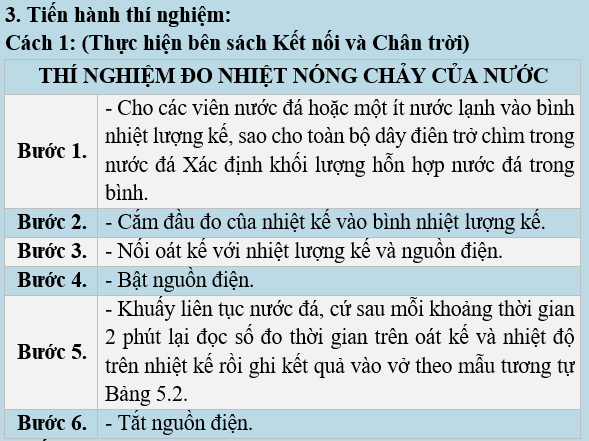 3. Tiến hành thí nghiệm:
Cách 1: (Thực hiện bên sách Kết nối và Chân trời)
THÍ NGHIỆM ĐO NHIỆT NÓNG CHẢY CỦA NƯỚC
Bước 1.
- Cho các viên nước đá hoặc một ít nước lạnh vào bình
nhiệt lượng kế, sao cho toàn bộ dây điên trở chìm trong
nước đá Xác định khối lượng hỗn hợp nước đá trong
bình.
Bước 2.
- Cắm đầu đo của nhiệt kế vào bình nhiệt lượng kế.
Bước 3.
- Nối oát kế với nhiệt lượng kế và nguồn điện.
Bước 4.
- Bật nguồn điện.
Bước 5.
- Khuấy liên tục nước đá, cứ sau mỗi khoảng thời gian
2 phút lại đọc số đo thời gian trên oát kế và nhiệt độ
trên nhiệt kế rồi ghi kết quả vào vở theo mẫu tương tự
Bảng 5.2.
Bước 6.
- Tắt nguồn điện.